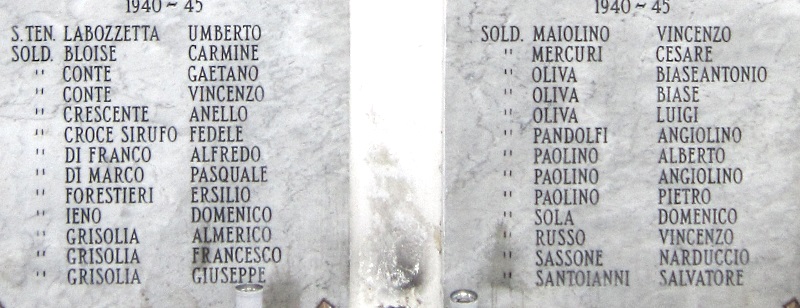 1940 ~ 45
S. TEN. LABOZZETTA UMBERTO
SOLD. BLOISE CARMINE
" CONTE GAETANO
" CONTE VINCENZO
" CRESCENTE ANELLO
" CROCE SIRUFO FEDELE
" DI FRANCO ALFREDO
" DI MARCO PASQUALE
" FORESTIERI ERSILIO
" IENO DOMENICO
" GRISOLIA ALMERICO
" GRISOLIA FRANCESCO
" GRISOLIA GIUSEPPE
1940 ~ 45
SOLD. MAIOLINO VINCENZO
" MERCURI CESARE
" OLIVA BIASEANTONIO
" OLIVA BIASE
" OLIVA LUIGI
" PANDOLFI ANGIOLINO
" PAOLINO ALBERTO
" PAOLINO ANGIOLINO
" PAOLINO PIETRO
" SOLA DOMENICO
" RUSSO VINCENZO
" SASSONE NARDUCCIO
" SANTOIANNI SALVATORE